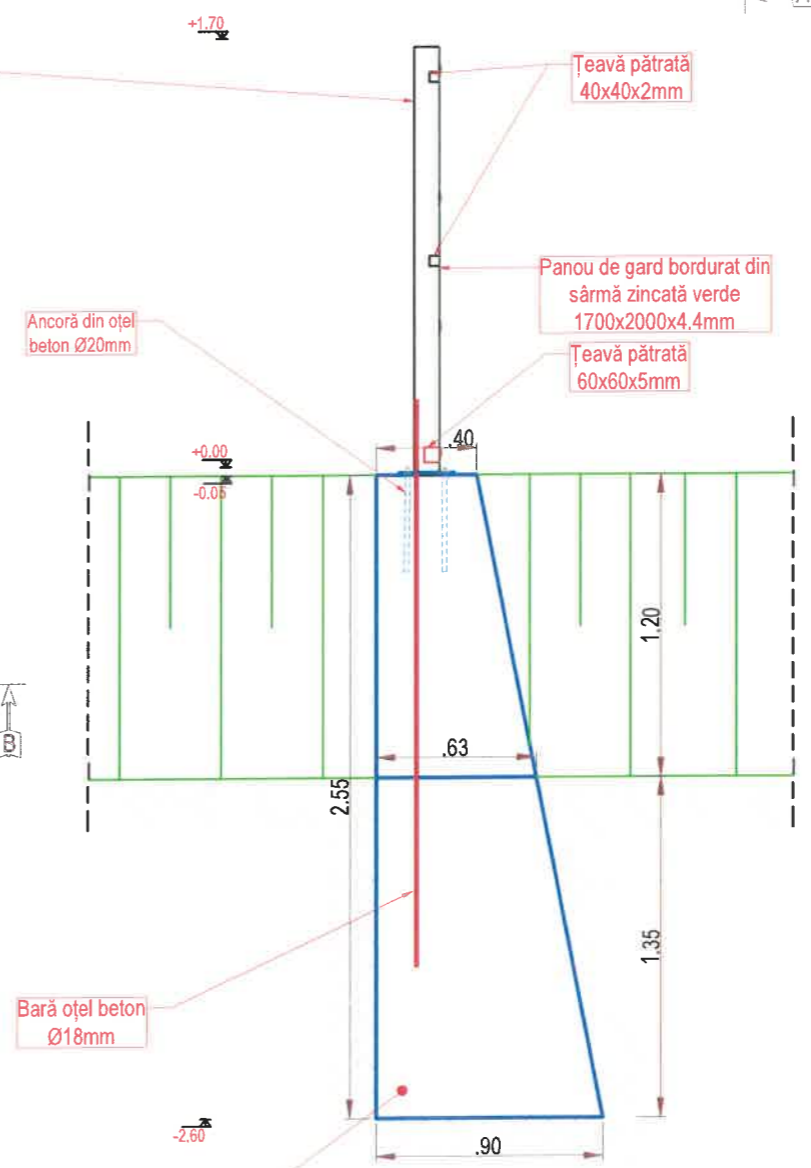 +1.70
Țeavă pătrată
40x40x2mm
Panou de gard bordurat din
sârmă zincată verde
1700x2000x4,4mm
Ancoră din oțel
beton Ø20mm
Țeavă pătrată
60x60x5mm
.40
+0.00
-0.05
1.20
B
.63
2.55
1.35
Bară oțel beton
Ø18mm
-2.60
.90